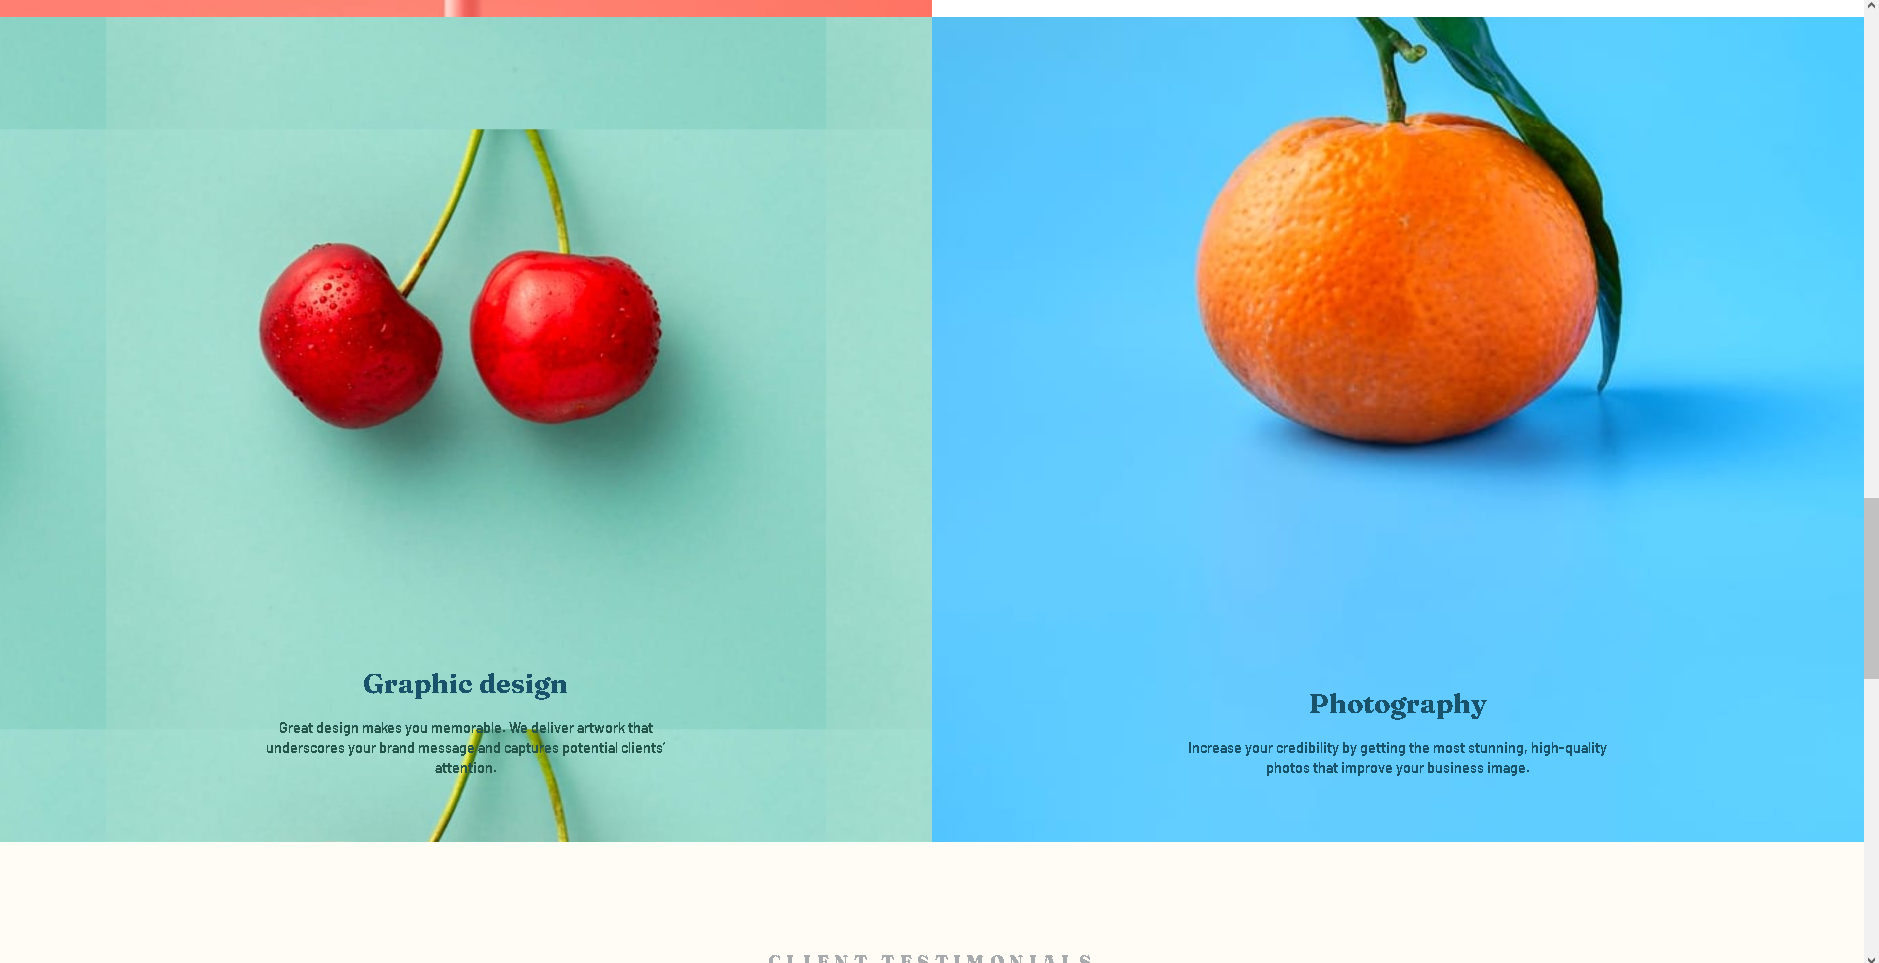 Graphic design
Great design makes you memorable. We deliver artwork that
underscores your brand message and captures potential clients’
attention.
Photography
Increase your credibility by getting the most stunning, high-quality
photos that improve your business image.
CLIENT TESTIMONIALS